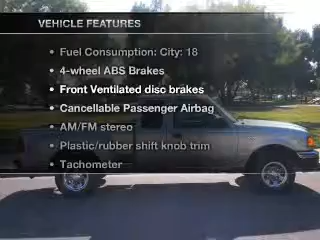 VEHICLE FEATURES
• Fuel Consumption: City: 18
• 4-wheel ABS Brakes
• Front Ventilated disc brakes
• Cancellable Passenger Airbag
• AM/FM stereo
• Plastic/rubber shift knob trim
• Tachometer